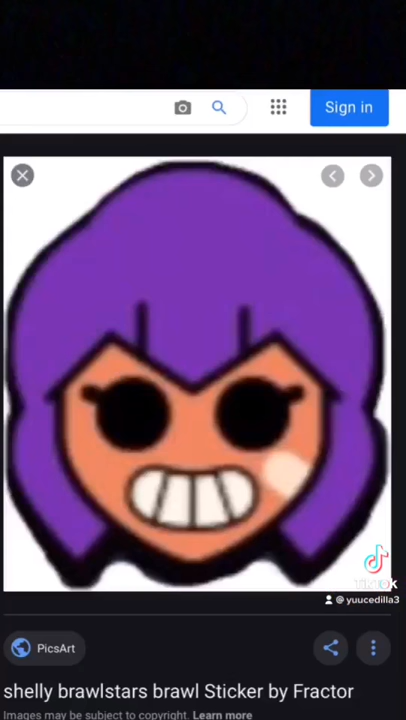 Sign in
TikTok
@ yuucedilla3
PicsArt
shelly brawlstars brawl Sticker by Fractor
Images may be subject to copyright. Learn more